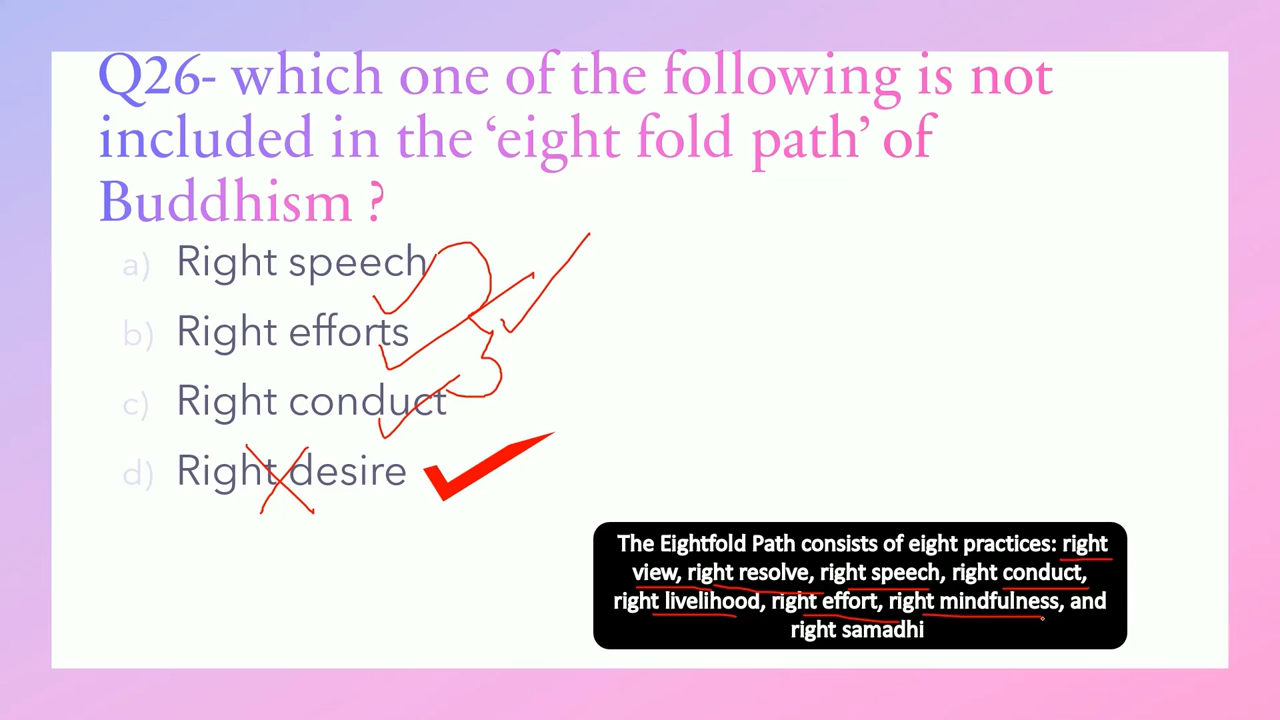 Q26- which one of the following is not
included in the ‘eight fold path’ of
Buddhism ?
a) Right speech
b) Right efforts
c) Right conduct
d) Right desire
The Eightfold Path consists of eight practices: right
view, right resolve, right speech, right conduct,
right livelihood, right effort, right mindfulness, and
right samadhi